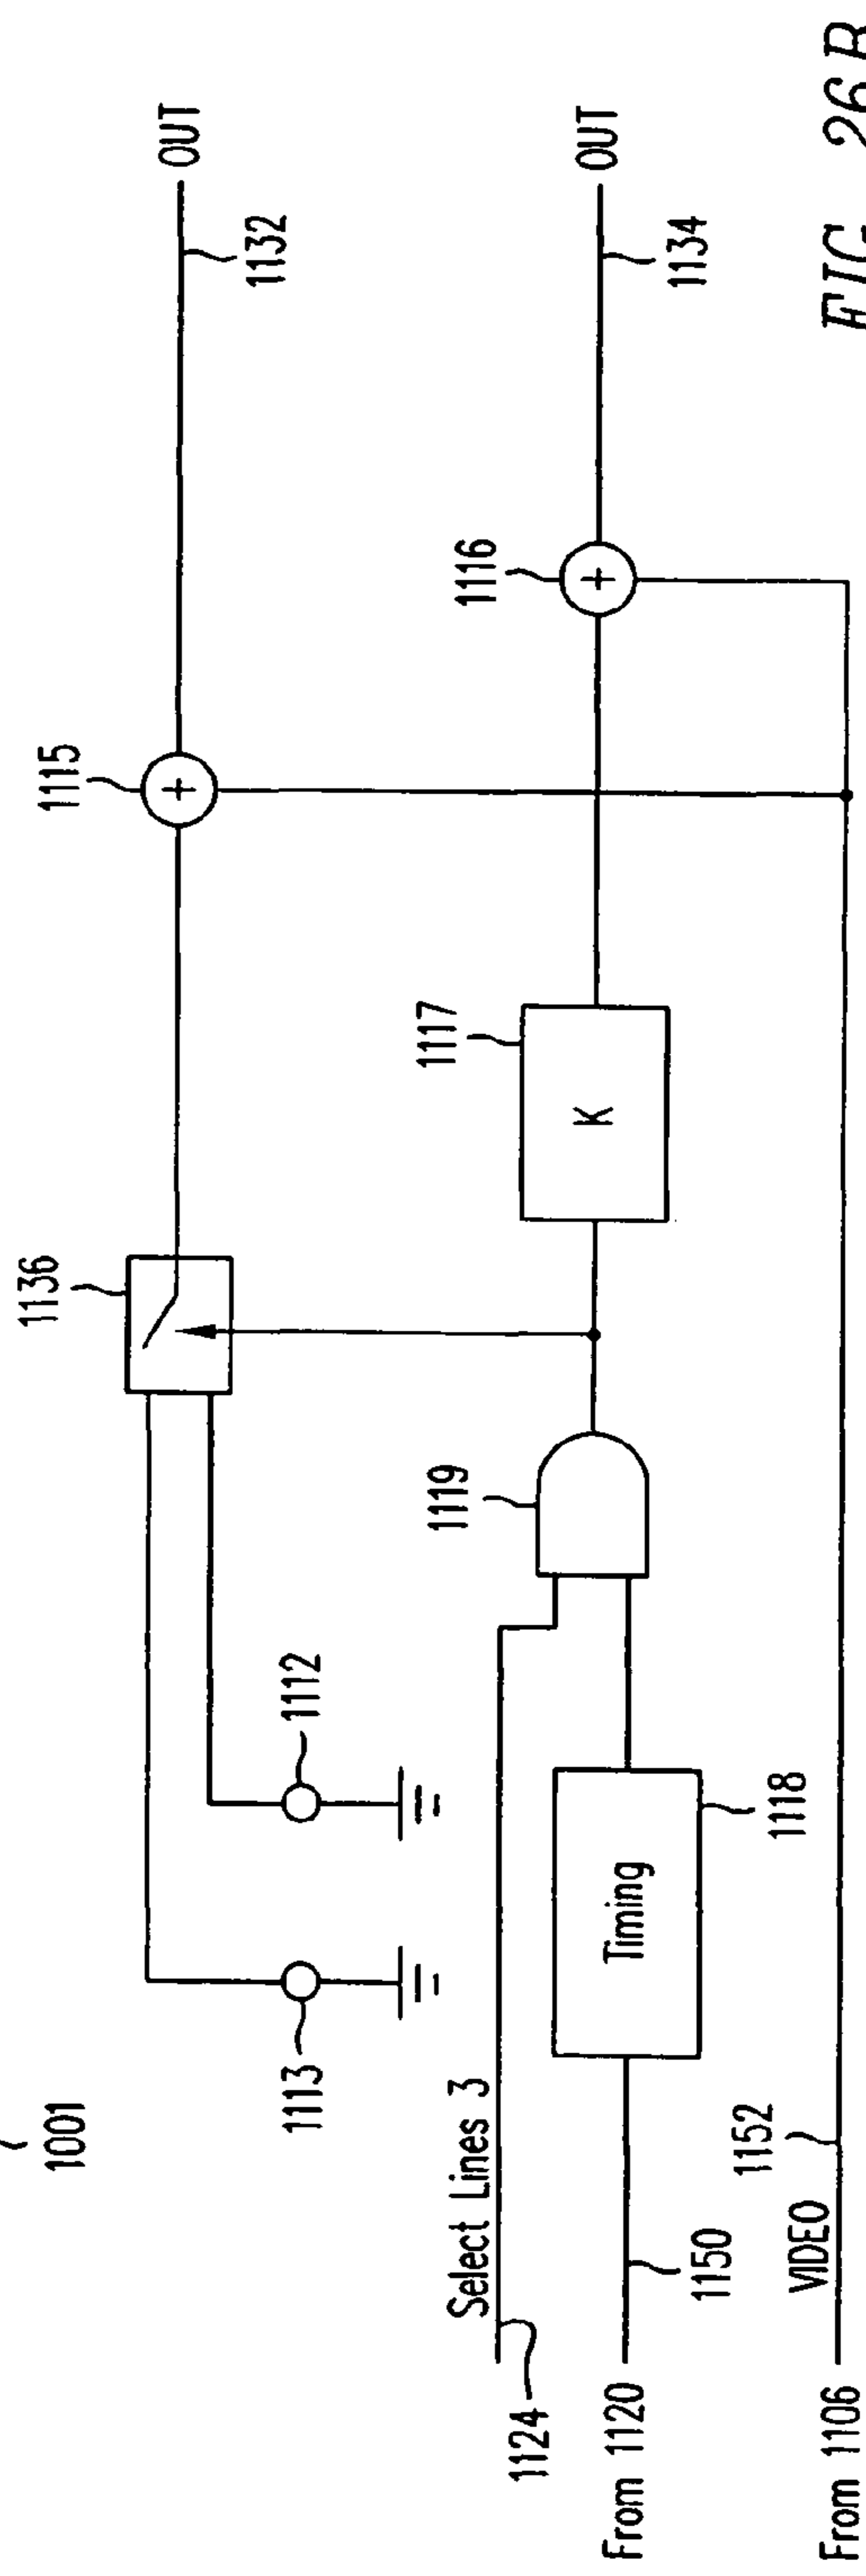 1136
1115
OUT
1132
1113
1112
1119
1117
1116
OUT
1134
K
Select Lines 3
1124
Timing
1118
From 1120
1150
VIDEO
1152
From 1106
1001
FIG. 26B